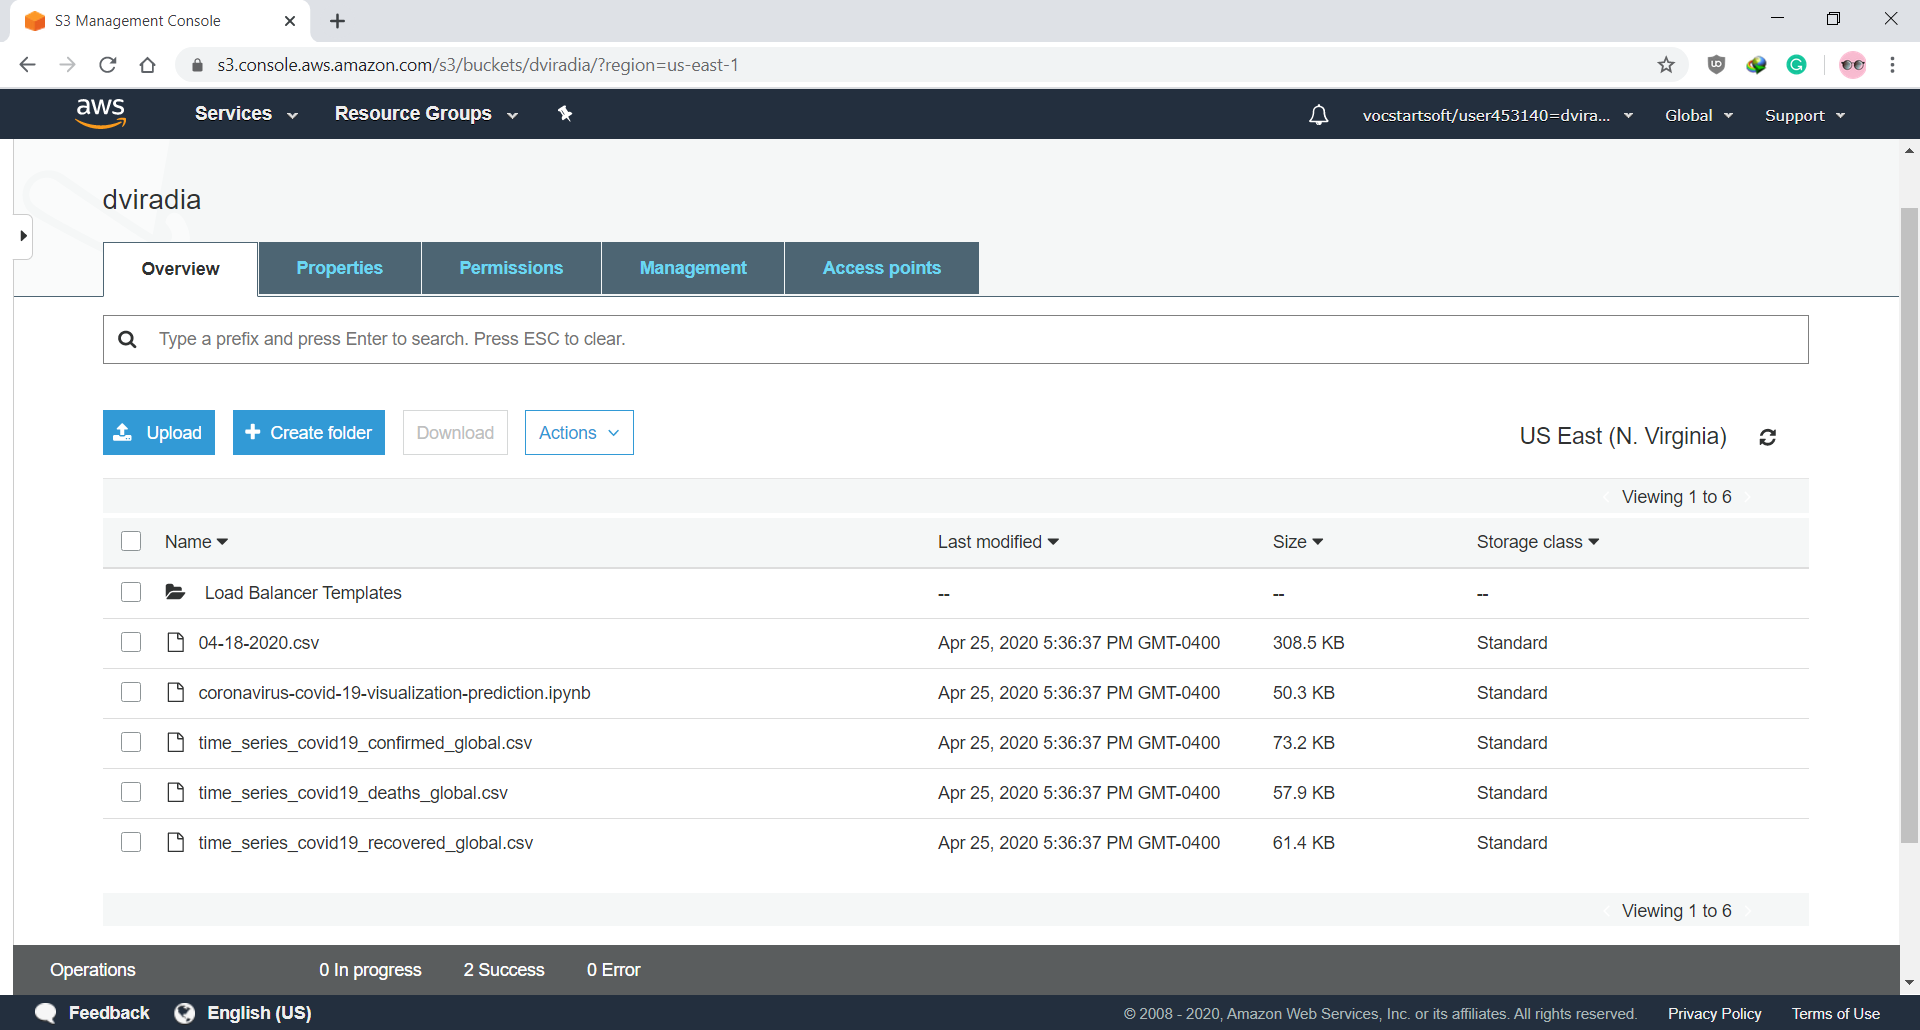 S3 Management Console
s3.console.aws.amazon.com/s3/buckets/dviradia/?region=us-east-1
aws Services Resource Groups vocstartsoft/user453140=dvira... Global Support
dviradia
Overview Properties Permissions Management Access points
Type a prefix and press Enter to search. Press ESC to clear.
Upload Create folder Download Actions US East (N. Virginia)
Viewing 1 to 6
Name Last modified Size Storage class
Load Balancer Templates -- -- --
04-18-2020.csv Apr 25, 2020 5:36:37 PM GMT-0400 308.5 KB Standard
coronavirus-covid-19-visualization-prediction.ipynb Apr 25, 2020 5:36:37 PM GMT-0400 50.3 KB Standard
time_series_covid19_confirmed_global.csv Apr 25, 2020 5:36:37 PM GMT-0400 73.2 KB Standard
time_series_covid19_deaths_global.csv Apr 25, 2020 5:36:37 PM GMT-0400 57.9 KB Standard
time_series_covid19_recovered_global.csv Apr 25, 2020 5:36:37 PM GMT-0400 61.4 KB Standard
Viewing 1 to 6
Operations 0 In progress 2 Success 0 Error
Feedback English (US) © 2008 - 2020, Amazon Web Services, Inc. or its affiliates. All rights reserved. Privacy Policy Terms of Use